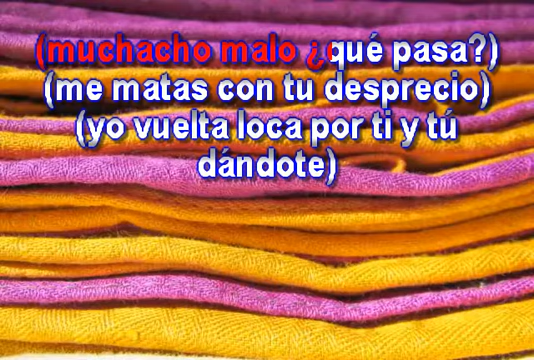 (muchacho malo ¿qué pasa?)
(me matas con tu desprecio)
(yo vuelta loca por ti y tú
dándote)